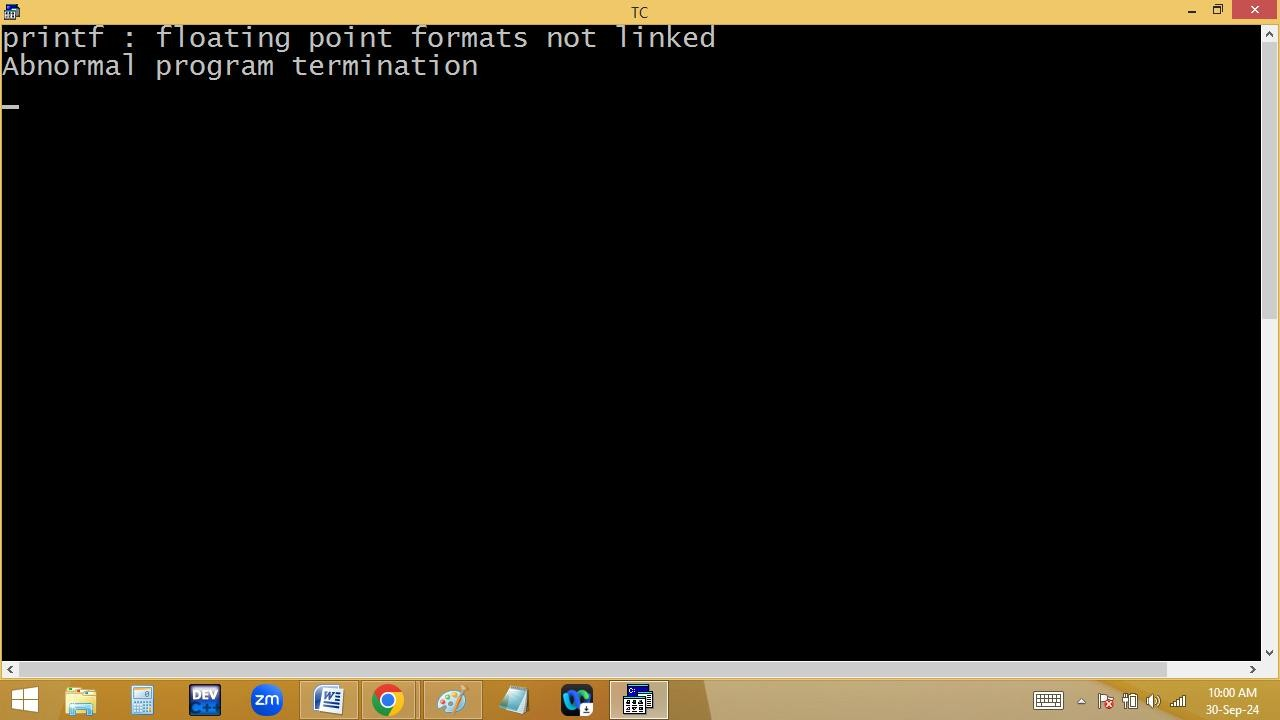 TC
printf : floating point formats not linked
Abnormal program termination
DEV
C++
zm
10:00 AM
30-Sep-24